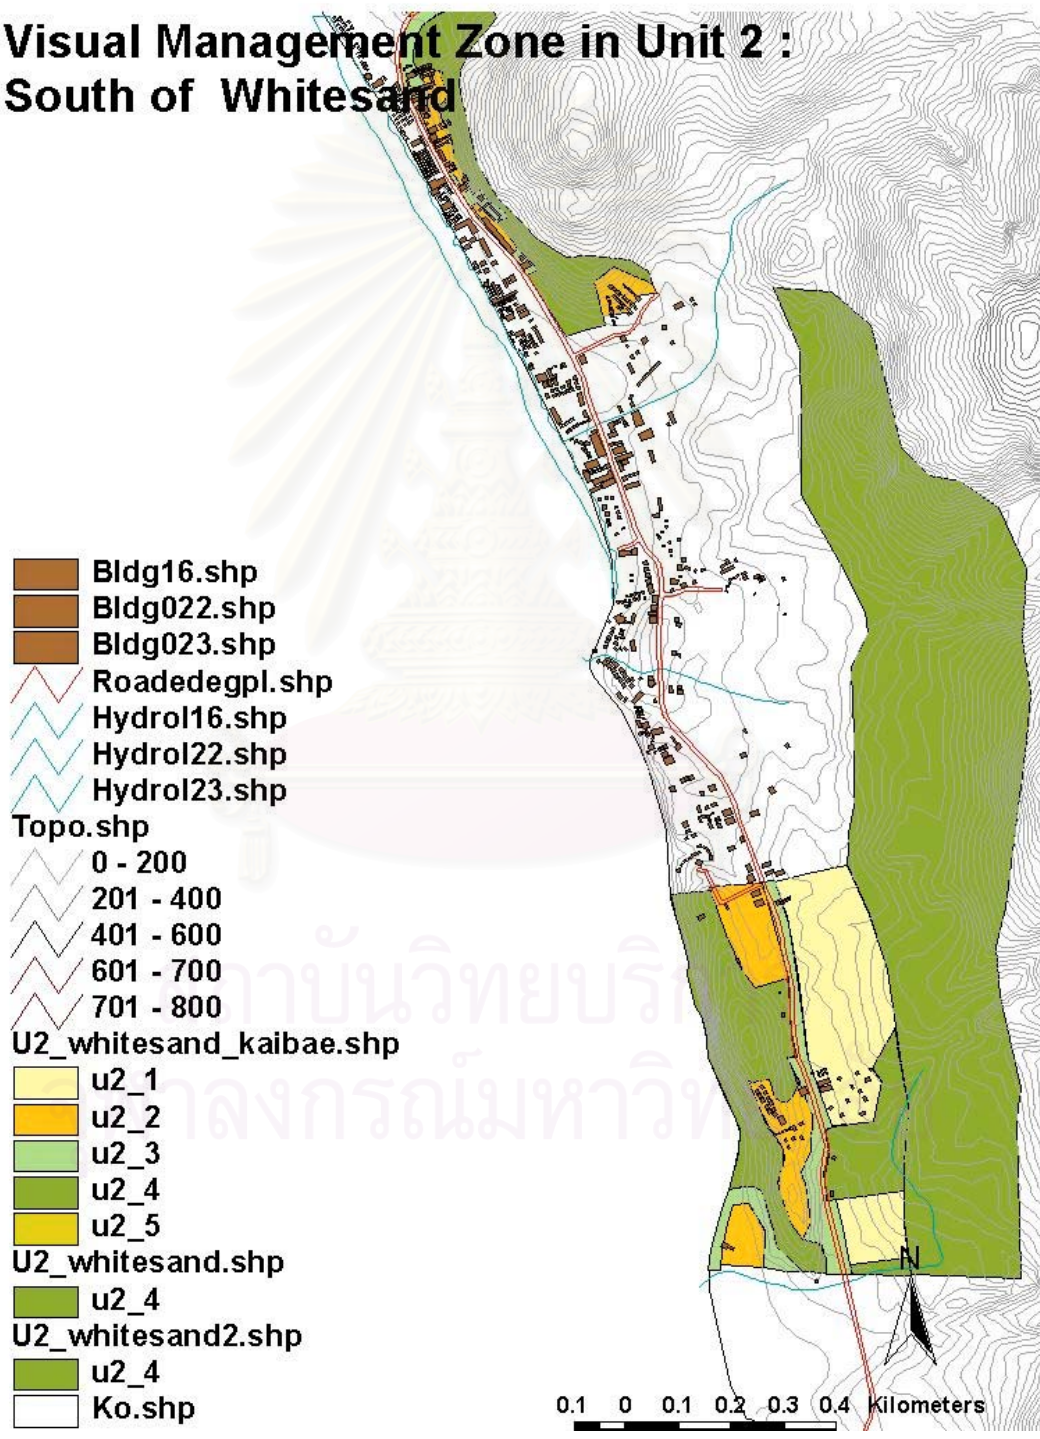 Visual Management Zone in Unit 2 :
South of Whitesand
Bldg16.shp
Bldg022.shp
Bldg023.shp
Roadedegpl.shp
Hydrol16.shp
Hydrol22.shp
Hydrol23.shp
Topo.shp
0 - 200
201 - 400
401 - 600
601 - 700
701 - 800
U2_whitesand_kaibae.shp
u2_1
u2_2
u2_3
u2_4
u2_5
U2_whitesand.shp
u2_4
U2_whitesand2.shp
u2_4
Ko.shp
N
0.1 0 0.1 0.2 0.3 0.4 Kilometers